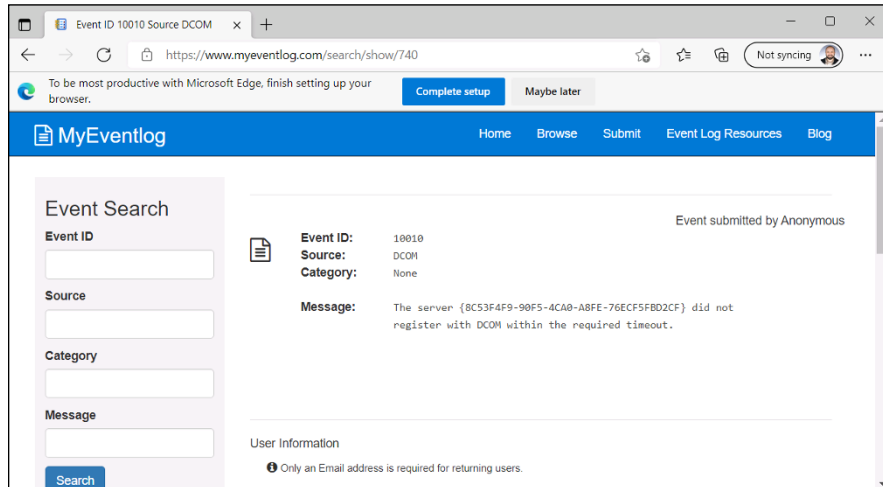 Event ID 10010 Source DCOM
https://www.myeventlog.com/search/show/740
Not syncing
To be most productive with Microsoft Edge, finish setting up your
browser.
Complete setup
Maybe later
MyEventlog
Home Browse Submit Event Log Resources Blog
Event Search
Event ID
Source
Category
Message
Search
Event submitted by Anonymous
Event ID: 10010
Source: DCOM
Category: None
Message: The server {8C53F4F9-90F5-4CA0-A8FE-76ECF5FBD2CF} did not
register with DCOM within the required timeout.
User Information
Only an Email address is required for returning users.